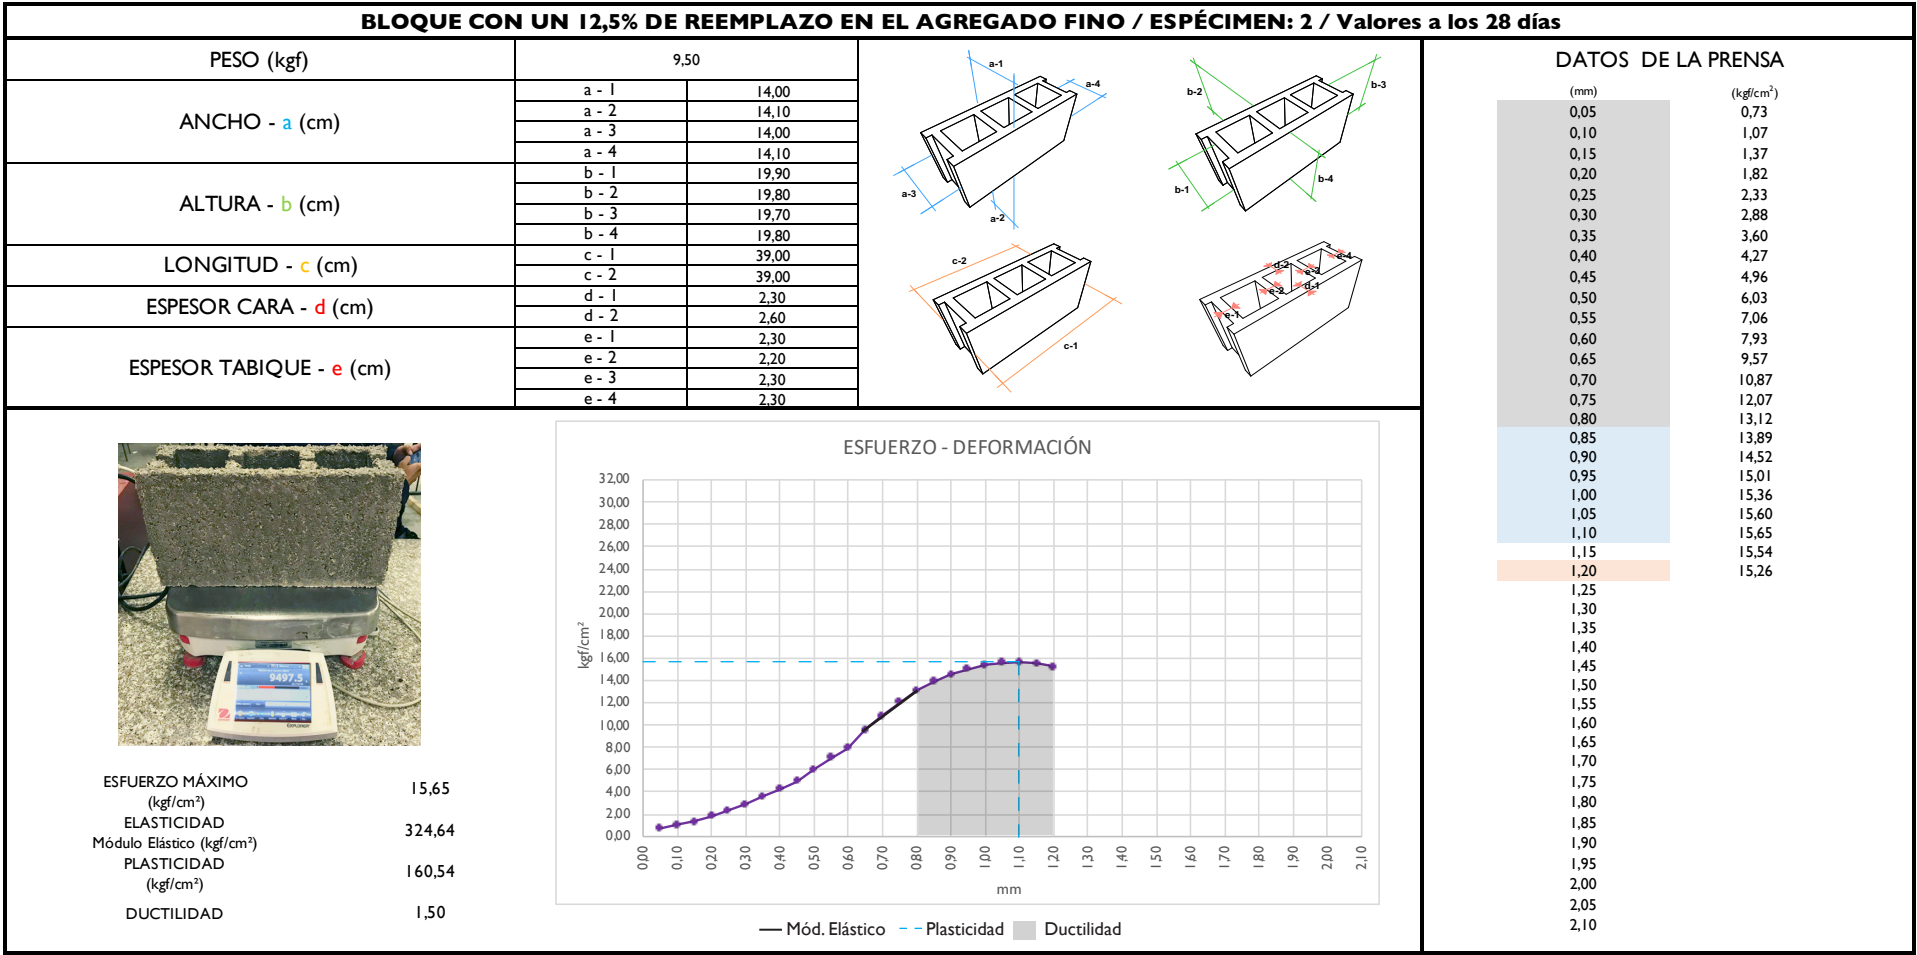 BLOQUE CON UN 12,5% DE REEMPLAZO EN EL AGREGADO FINO / ESPÉCIMEN: 2 / Valores a los 28 días
PESO (kgf) 9,50
ANCHO - a (cm)
a - 1 14,00
a - 2 14,10
a - 3 14,00
a - 4 14,10
ALTURA - b (cm)
b - 1 19,90
b - 2 19,80
b - 3 19,70
b - 4 19,80
LONGITUD - c (cm)
c - 1 39,00
c - 2 39,00
ESPESOR CARA - d (cm)
d - 1 2,30
d - 2 2,60
ESPESOR TABIQUE - e (cm)
e - 1 2,30
e - 2 2,20
e - 3 2,30
e - 4 2,30
a-1
a-4
a-3
a-2
b-2
b-3
b-1
b-4
c-2
c-1
d-2
e-4
e-3
e-2
d-1
e-1
DATOS DE LA PRENSA
(mm) (kg/cm²)
0,05 0,73
0,10 1,07
0,15 1,37
0,20 1,82
0,25 2,33
0,30 2,88
0,35 3,60
0,40 4,27
0,45 4,96
0,50 6,03
0,55 7,06
0,60 7,93
0,65 9,57
0,70 10,87
0,75 12,07
0,80 13,12
0,85 13,89
0,90 14,52
0,95 15,01
1,00 15,36
1,05 15,60
1,10 15,65
1,15 15,54
1,20 15,26
1,25
1,30
1,35
1,40
1,45
1,50
1,55
1,60
1,65
1,70
1,75
1,80
1,85
1,90
1,95
2,00
2,05
2,10
9497.5
ESFUERZO MÁXIMO
(kgf/cm²)
15,65
ELASTICIDAD
Módulo Elástico (kgf/cm²)
324,64
PLASTICIDAD
(kgf/cm²)
160,54
DUCTILIDAD 1,50
ESFUERZO - DEFORMACIÓN
kgf/cm²
32,00
30,00
28,00
26,00
24,00
22,00
20,00
18,00
16,00
14,00
12,00
10,00
8,00
6,00
4,00
2,00
0,00
0,00 0,10 0,20 0,30 0,40 0,50 0,60 0,70 0,80 0,90 1,00 1,10 1,20 1,30 1,40 1,50 1,60 1,70 1,80 1,90 2,00 2,10
mm
Mód. Elástico Plasticidad Ductilidad